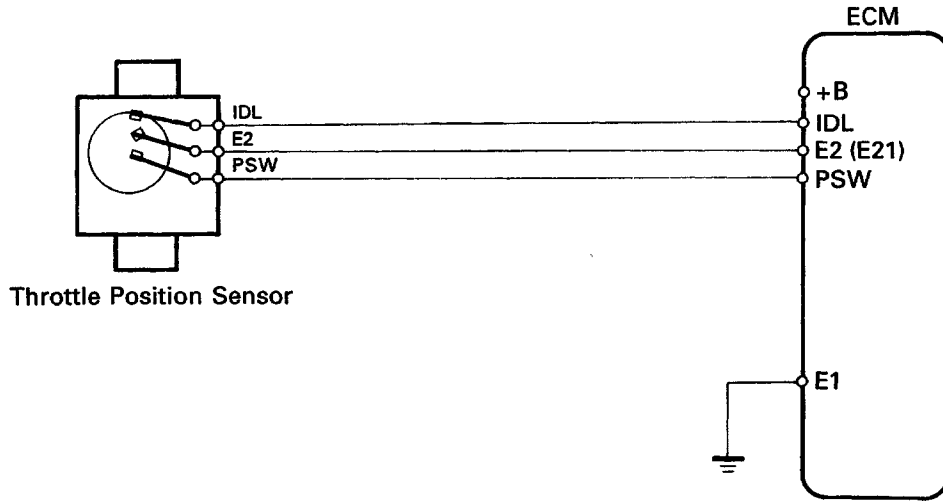 ECM
+B
IDL
IDL
E2
E2 (E21)
PSW
PSW
Throttle Position Sensor
E1